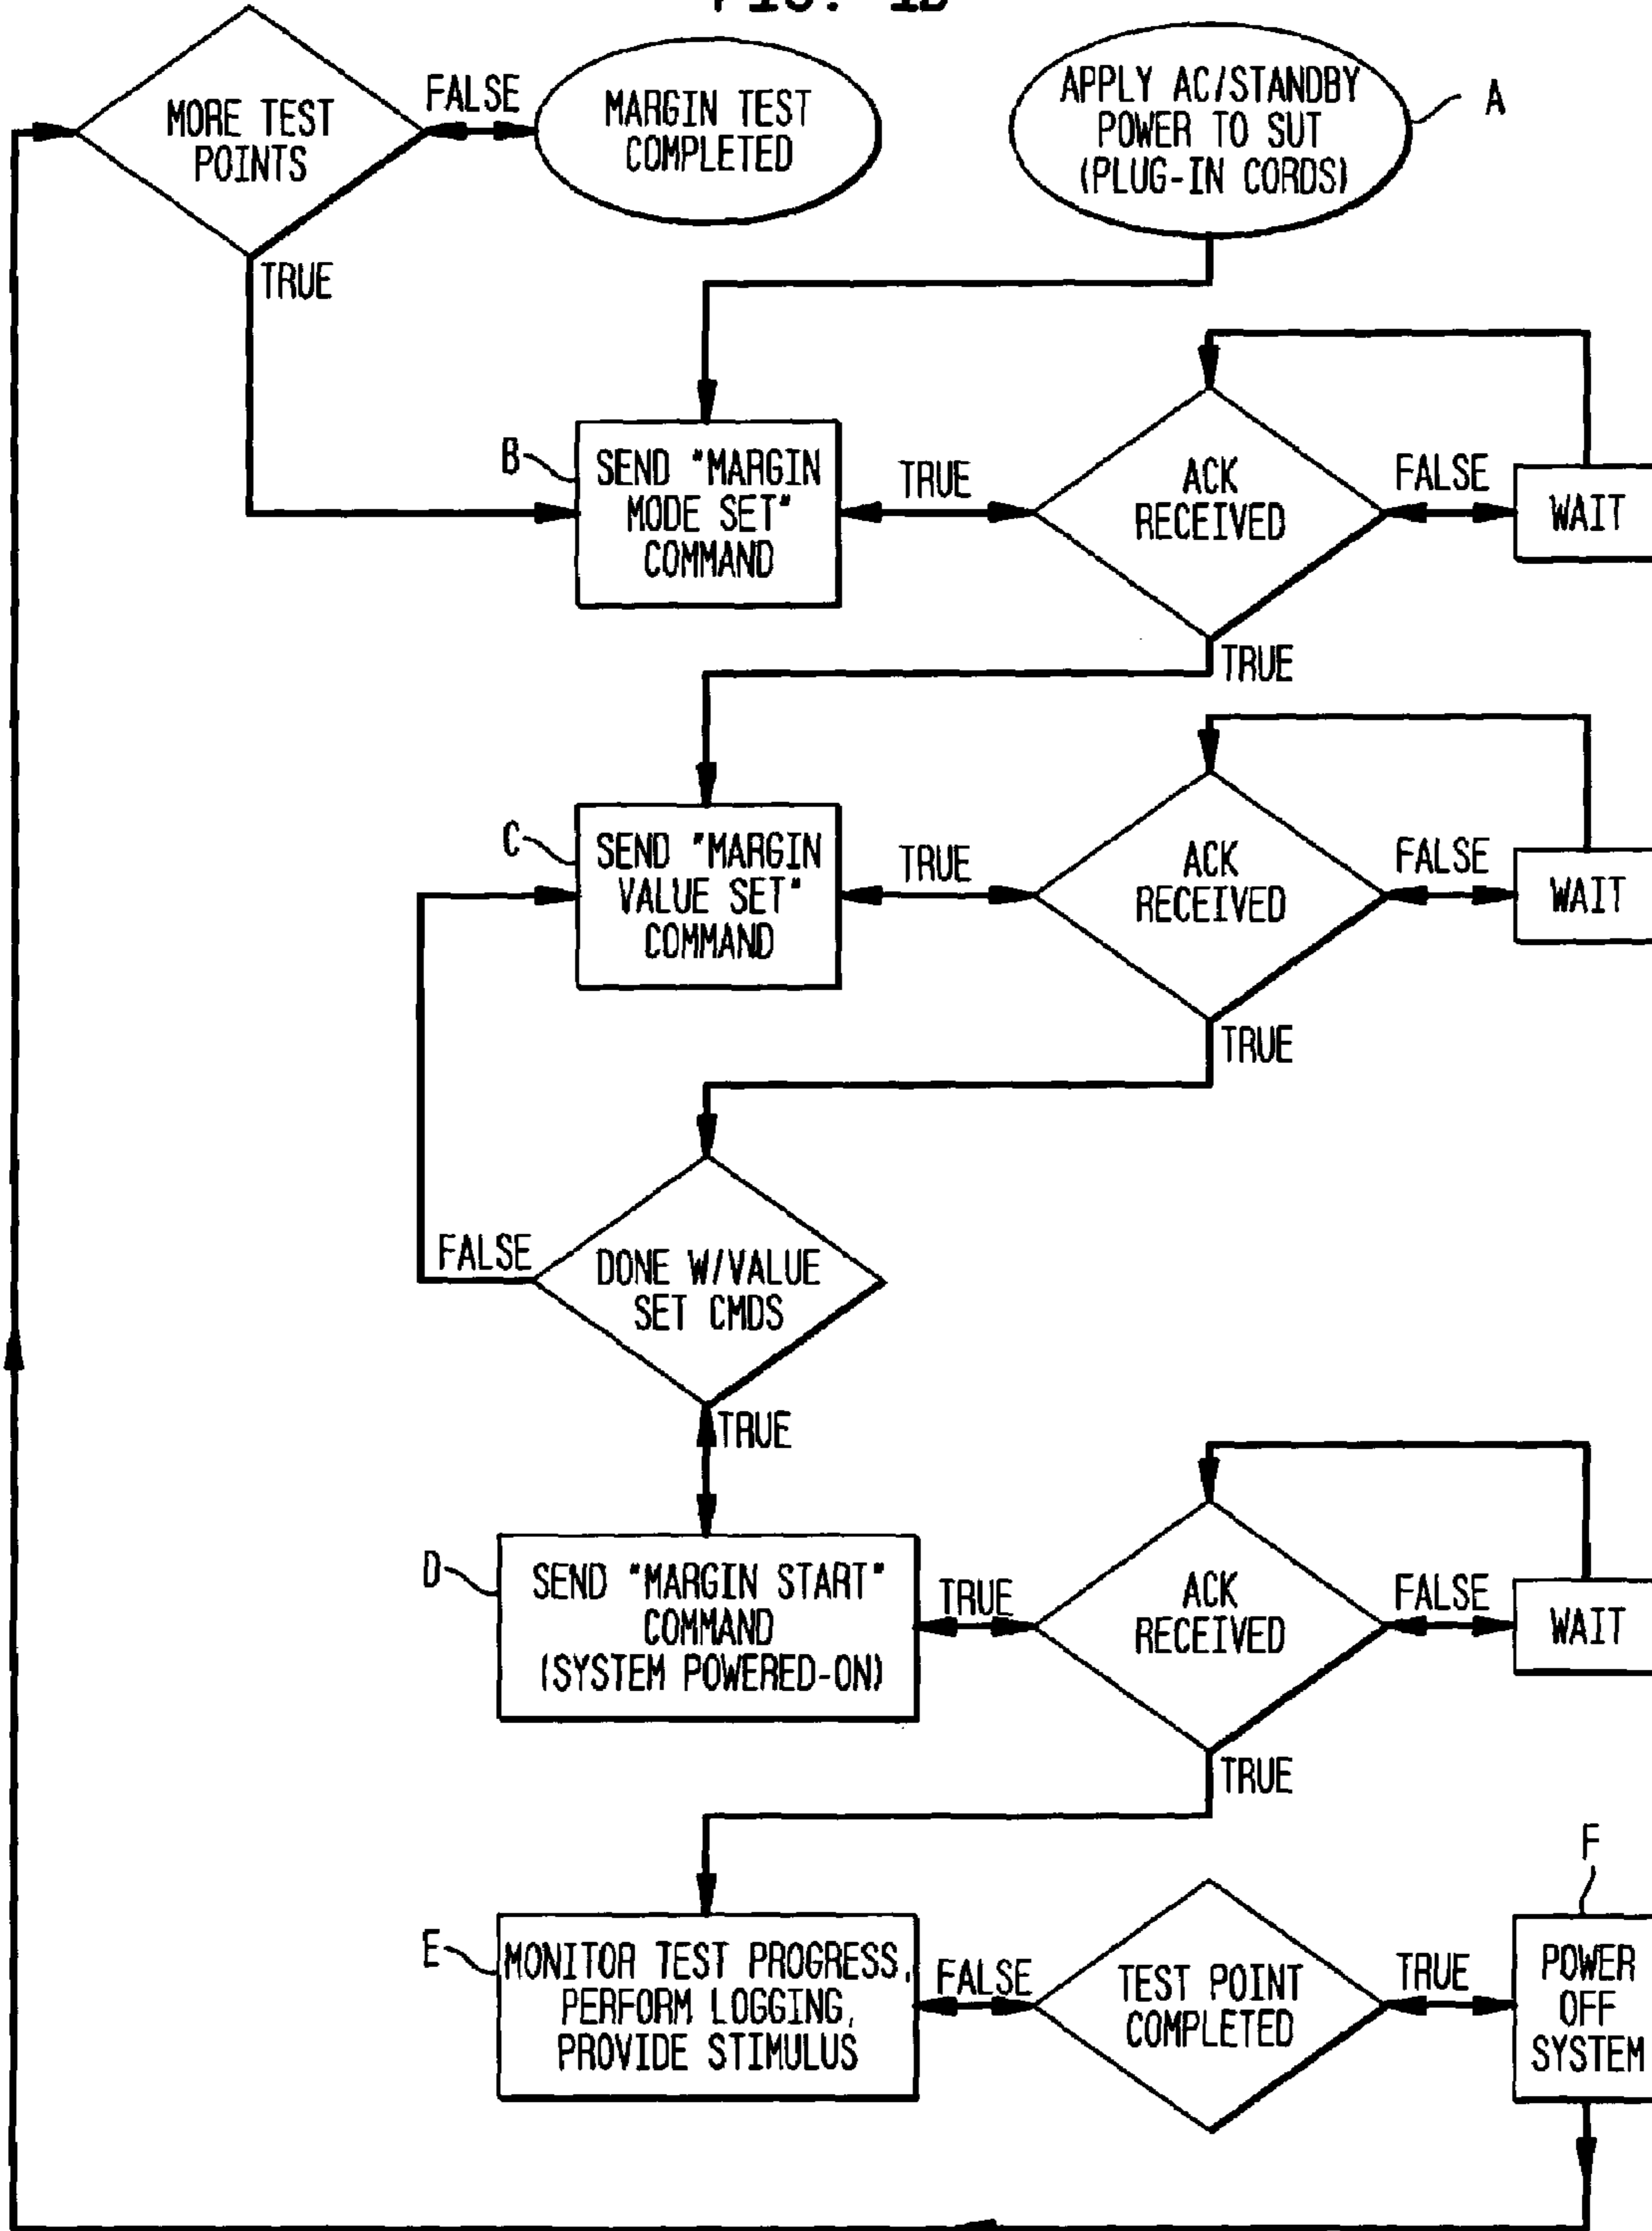 MORE TEST
POINTS
FALSE
MARGIN TEST
COMPLETED
APPLY AC/STANDBY
POWER TO SUT
(PLUG-IN CORDS)
A
TRUE
B
SEND "MARGIN
MODE SET"
COMMAND
TRUE
ACK
RECEIVED
FALSE
WAIT
TRUE
C
SEND "MARGIN
VALUE SET"
COMMAND
TRUE
ACK
RECEIVED
FALSE
WAIT
TRUE
FALSE
DONE W/VALUE
SET CMDS
TRUE
D
SEND "MARGIN START"
COMMAND
(SYSTEM POWERED-ON)
TRUE
ACK
RECEIVED
FALSE
WAIT
TRUE
E
MONITOR TEST PROGRESS,
PERFORM LOGGING,
PROVIDE STIMULUS
FALSE
TEST POINT
COMPLETED
TRUE
F
POWER
OFF
SYSTEM